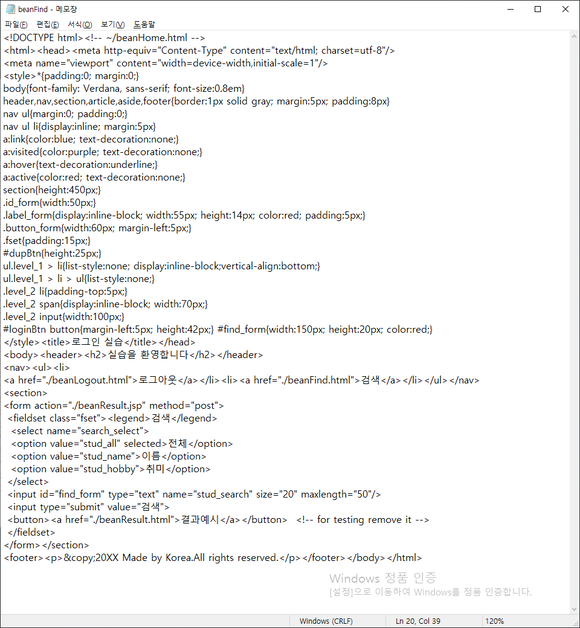 beanFind - 메모장
파일(F) 편집(E) 서식(O) 보기(V) 도움말
<!DOCTYPE html><!-- ~/beanHome.html -->
<html><head><meta http-equiv="Content-Type" content="text/html; charset=utf-8"/>
<meta name="viewport" content="width=device-width,initial-scale=1"/>
<style>*{padding:0; margin:0;}
body{font-family: Verdana, sans-serif; font-size:0.8em}
header,nav,section,article,aside,footer{border:1px solid gray; margin:5px; padding:8px}
nav ul{margin:0; padding:0;}
nav ul li{display:inline; margin:5px}
a:link{color:blue; text-decoration:none;}
a:visited{color:purple; text-decoration:none;}
a:hover{text-decoration:underline;}
a:active{color:red; text-decoration:none;}
section{height:450px;}
.id_form{width:50px;}
.label_form{display:inline-block; width:55px; height:14px; color:red; padding:5px;}
.button_form{width:60px; margin-left:5px;}
.fset{padding:15px;}
#dupBtn{height:25px;}
ul.level_1 > li{list-style:none; display:inline-block;vertical-align:bottom;}
ul.level_1 > li > ul{list-style:none;}
.level_2 li{padding-top:5px;}
.level_2 span{display:inline-block; width:70px;}
.level_2 input{width:100px;}
#loginBtn button{margin-left:5px; height:42px;} #find_form{width:150px; height:20px; color:red;}
</style><title>로그인 실습</title></head>
<body><header><h2>실습을 환영합니다</h2></header>
<nav><ul><li>
<a href="./beanLogout.html">로그아웃</a></li><li><a href="./beanFind.html">검색</a></li></ul></nav>
<section>
<form action="./beanResult.jsp" method="post">
<fieldset class="fset"><legend>검색</legend>
<select name="search_select">
<option value="stud_all" selected>전체</option>
<option value="stud_name">이름</option>
<option value="stud_hobby">취미</option>
</select>
<input id="find_form" type="text" name="stud_search" size="20" maxlength="50"/>
<input type="submit" value="검색">
<button><a href="./beanResult.html">결과예시</a></button> <!-- for testing remove it -->
</fieldset>
</form></section>
<footer><p>&copy;20XX Made by Korea.All rights reserved.</p></footer></body></html>
Windows 정품 인증
[설정]으로 이동하여 Windows를 정품 인증합니다.
Windows (CRLF) Ln 20, Col 39 120%